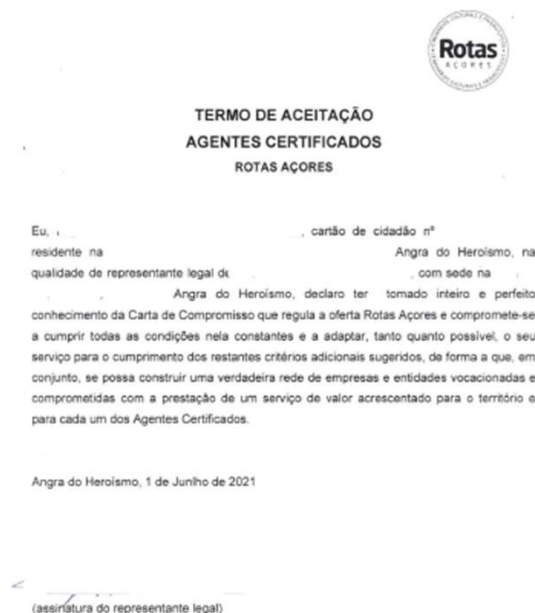 Rotas
AÇORES
TERMO DE ACEITAÇÃO
AGENTES CERTIFICADOS
ROTAS AÇORES
Eu, , cartão de cidadão nº
residente na Angra do Heroísmo, na
qualidade de representante legal de , com sede na
Angra do Heroísmo, declaro ter tomado inteiro e perfeito
conhecimento da Carta de Compromisso que regula a oferta Rotas Açores e compromete-se
a cumprir todas as condições nela constantes e a adaptar, tanto quanto possível, o seu
serviço para o cumprimento dos restantes critérios adicionais sugeridos, de forma a que, em
conjunto, se possa construir uma verdadeira rede de empresas e entidades vocacionadas e
comprometidas com a prestação de um serviço de valor acrescentado para o território e
para cada um dos Agentes Certificados.
Angra do Heroísmo, 1 de Junlho de 2021
(assinatura do representante legal)